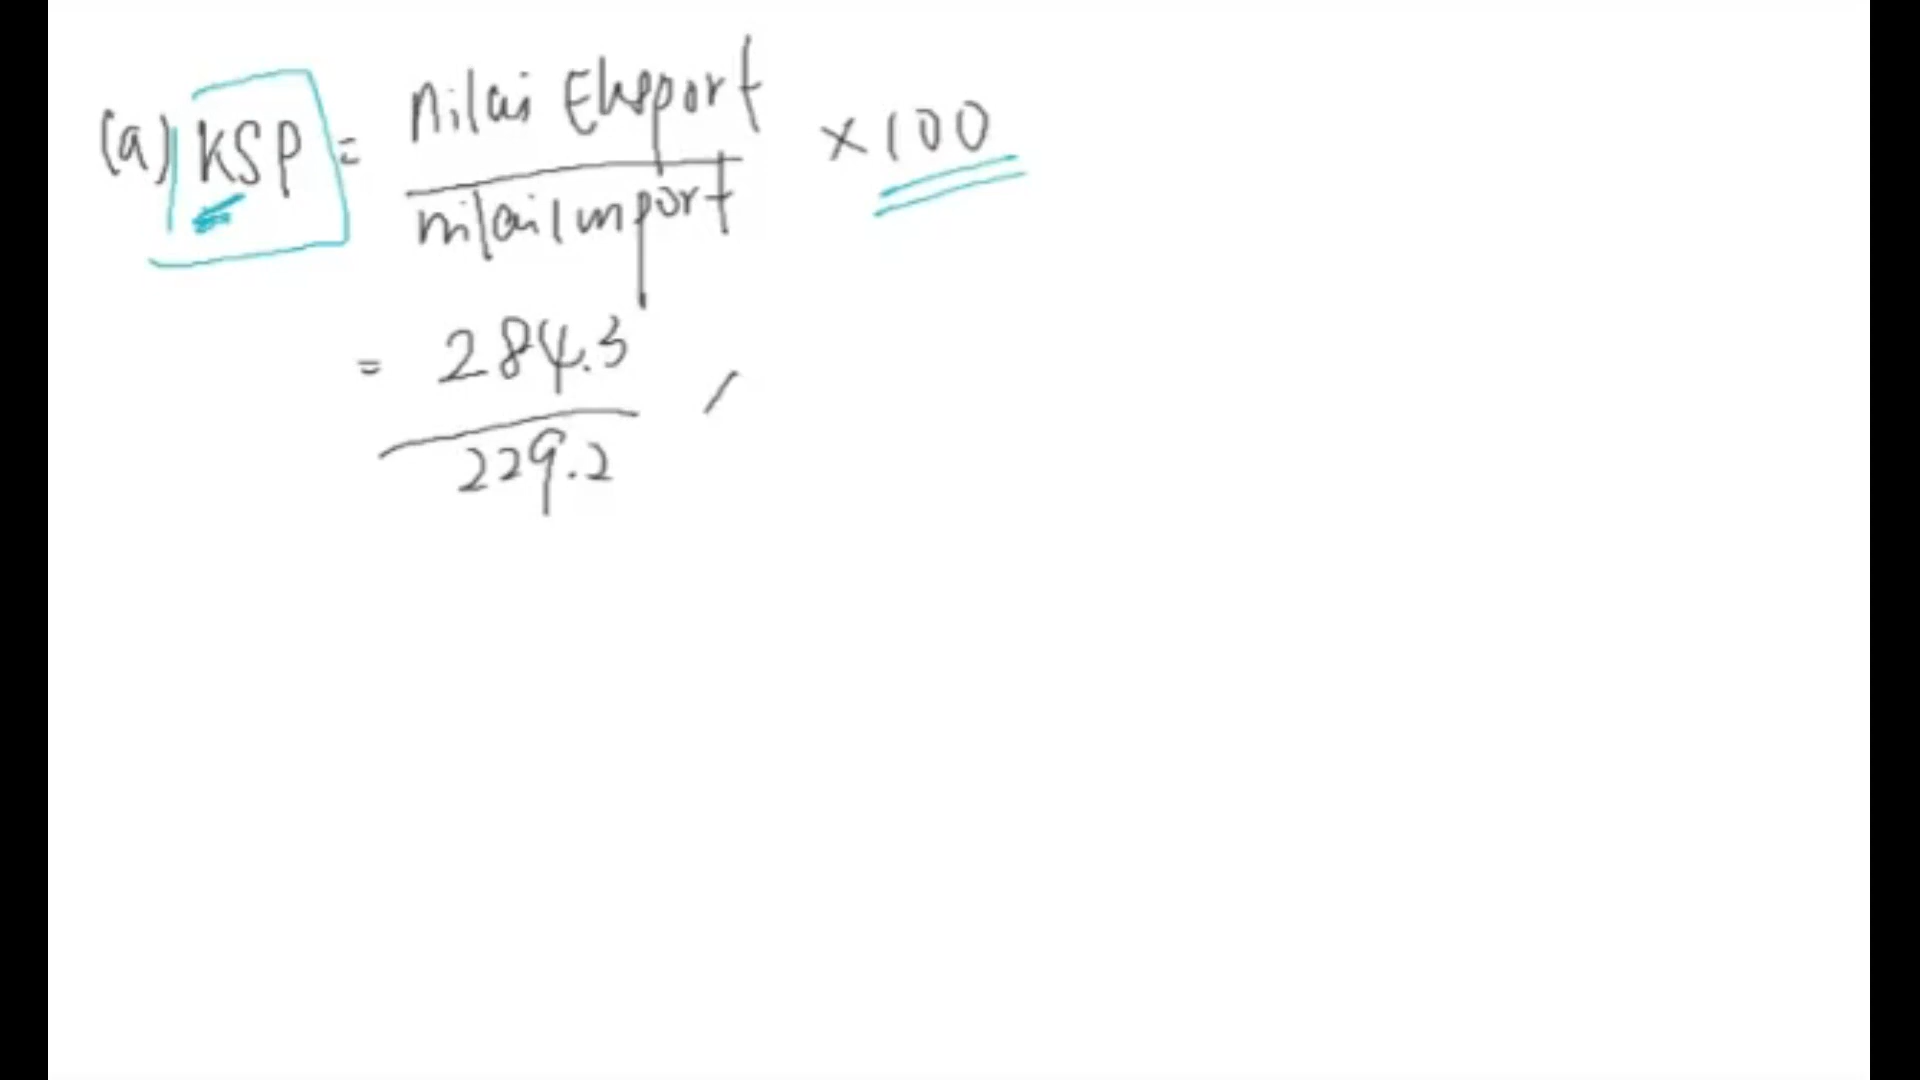 (a) KSP = nilai Eksport × 100
nilai import
= 284.3
229.2